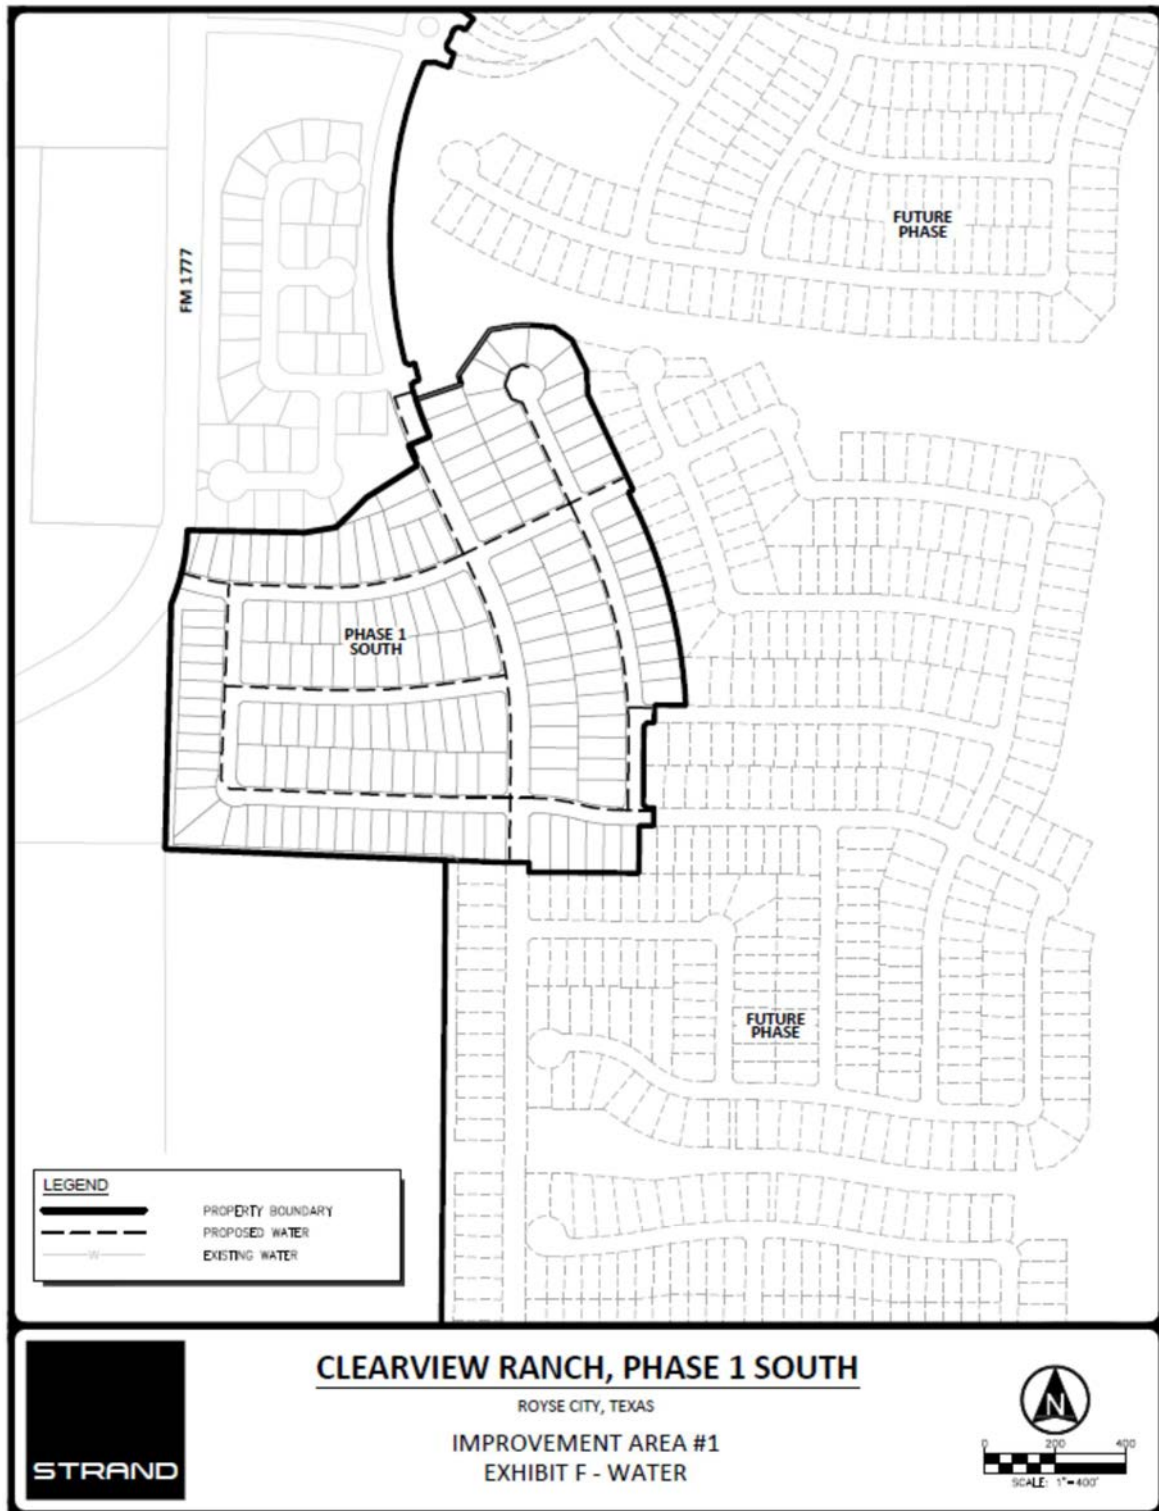 FUTURE
PHASE
FM 1777
PHASE 1
SOUTH
FUTURE
PHASE
LEGEND
PROPERTY BOUNDARY
PROPOSED WATER
W
EXISTING WATER
STRAND
CLEARVIEW RANCH, PHASE 1 SOUTH
ROYSE CITY, TEXAS
IMPROVEMENT AREA #1
EXHIBIT F - WATER
N
0 200 400
SCALE: 1"=400'